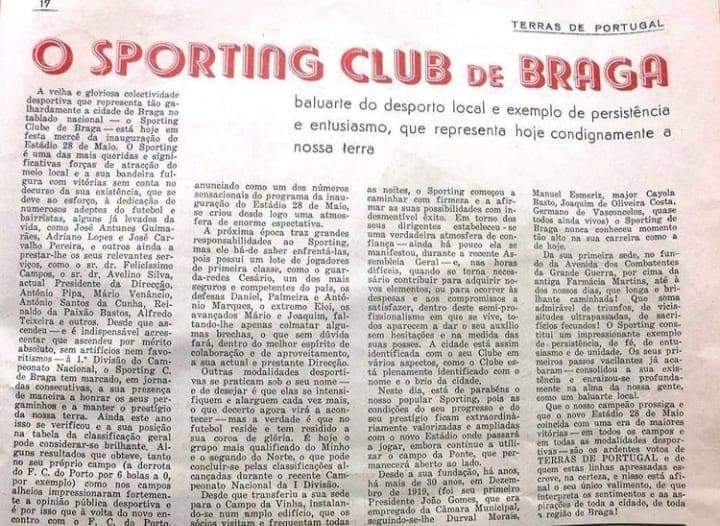 17
TERRAS DE PORTUGAL
O SPORTING CLUB DE BRAGA
baluarte do desporto local e exemplo de persistência
e entusiasmo, que representa hoje condignamente a
nossa terra
A velha e gloriosa colectividade
desportiva que representa tão ga-
lhardamente a cidade de Braga no
tablado nacional — o Sporting
Clube de Braga — está hoje em
festa mercê da inauguração do
Estádio 28 de Maio. O Sporting
é uma das mais queridas e signi-
ficativas forças de atracção do
meio local e a sua bandeira ful-
gura com vitórias sem conta no
decurso da sua existência, que se
deve ao esforço, à dedicação de
numerosos adeptos do futebol e
bairristas, alguns já levados da
vida, como José Antunes Guima-
rães, Adriano Lopes e José Car-
valho Pereira, e outros ainda a
prestar-lhe os seus relevantes ser-
viços, como o sr. dr. Felicíssimo
Campos, o sr. dr. Avelino Silva,
actual Presidente da Direcção,
António Pipa, Mário Venâncio,
António Santos da Cunha, Rei-
naldo da Paixão Bastos, Alfredo
Teixeira e outros. Desde que as-
cendeu — e é indispensável acres-
centar que ascendeu por mérito
absoluto, sem artifícios nem fa-
voritismos — à 1.ª Divisão do Cam-
peonato Nacional, o Sporting C.
de Braga tem marcado, em jorna-
das consecutivas, a sua presença
de maneira a honrar os seus per-
gaminhos e a manter o prestígio
da nossa terra. Ainda este ano
isso se verificou e a sua posição
na tabela da classificação geral
pode considerar-se brilhante. Al-
guns resultados que obteve, tanto
no seu próprio campo (a derrota
do F. C. do Porto por 6 bolas a 0,
por exemplo) como nos campos
alheios impressionaram fortemen-
te a opinião pública desportiva e
é por isso que à volta do novo en-
contro com o F. C. do Porto,
anunciado como um dos números
sensacionais do programa da inau-
guração do Estádio 28 de Maio,
se criou desde logo uma atmos-
fera de enorme espectativa.
A próxima época traz grandes
responsabilidades ao Sporting,
mas ele há-de saber enfrentá-las,
pois possui um lote de jogadores
de primeira classe, como o guar-
da-redes Cesário, um dos mais
seguros e competentes do país, os
defesas Daniel, Palmeira e Antó-
nio Marques, o extremo Eloi, os
avançados Mário e Joaquim, fal-
tando-lhe apenas colmatar algu-
mas brechas, o que sem dúvida
fará, dentro do melhor espírito de
colaboração e de aproveitamento,
a sua actual e prestante Direcção.
Outras modalidades desporti-
vas se praticam sob o seu nome —
e é de desejar que elas se inten-
sifiquem e alarguem cada vez mais,
o que decerto agora virá a acon-
tecer — mas a verdade é que no
futebol reside e tem residido a
sua coroa de glória. É hoje o
grupo mais qualificado do Minho
e o segundo do Norte, o que pode
concluir-se pelas classificações al-
cançadas durante o recente Cam-
peonato Nacional da I Divisão.
Desde que transferiu a sua sede
para o Campo da Vinha, instalan-
do-se num amplo edifício, que os
sócios visitam e frequentam todas
as noites, o Sporting começou a
caminhar com firmeza e a afir-
mar as suas possibilidades com in-
desmentível êxito. Em torno dos
seus dirigentes estabeleceu-se
uma verdadeira atmosfera de con-
fiança — ainda há pouco ela se
manifestou, durante a recente As-
sembleia Geral — e, nas horas
difíceis, quando se torna neces-
sário contribuir para adquirir no-
vos elementos, ou para ocorrer às
despesas e a compromissos a
satisfazer, dentro deste semi-pro-
fissionalismo em que se vive, to-
dos aparecem a dar o seu auxílio
sem hesitações e na medida das
suas posses. A cidade está assim
identificada com o seu Clube em
vários aspectos, como o Clube es-
tá plenamente identificado com o
nome e o brio da cidade.
Neste dia, está de parabéns o
nosso popular Sporting, pois as
condições do seu progresso e do
seu prestígio ficam extraordinà-
riamente valorizadas e ampliadas
com o novo Estádio onde passará
a jogar, embora continue a utili-
zar o campo da Ponte, que per-
manecerá aberto ao lado.
Desde a sua fundação, há anos,
há mais de 30 anos, em Dezem-
bro de 1919, (foi seu primeiro
Presidente João Gomes, que era
empregado da Câmara Municipal,
seguindo-se-lhe Durval Morais,
Manuel Esmeriz, major Cayola
Basto, Joaquim de Oliveira Costa,
Germano de Vasconcelos, quase
todos ainda vivos) o Sporting de
Braga nunca conheceu momento
tão alto na sua carreira como a
de hoje.
Da sua primeira sede, no fun-
do da Avenida dos Combatentes
da Grande Guerra, por cima da
antiga Farmácia Martins, até à
dos nossos dias, que longa e bri-
lhante caminhada! Que soma
admirável de triunfos, de vicissi-
tudes ultrapassadas, de sacri-
fícios fecundos! O Sporting cons-
titui um impressionante exemplo
de persistência, de fé, de entu-
siasmo e de unidade. Os seus pri-
meiros passos vacilantes já aca-
baram — consolidou a sua exis-
tência e enraizou-se profunda-
mente na alma da nossa gente,
como um baluarte local.
Que o nosso campeão prossiga e
que o novo Estádio 28 de Maio
coincida com uma era de maiores
vitórias — em todos os campos e
em todas as modalidades desporti-
vas — são os ardentes votos de
TERRAS DE PORTUGAL e de
quem estas linhas apressadas es-
creve, na certeza, e nisso está afi-
nal o seu único valimento, de que
interpreta os sentimentos e as as-
pirações de toda a cidade, de toda
a região de Braga!